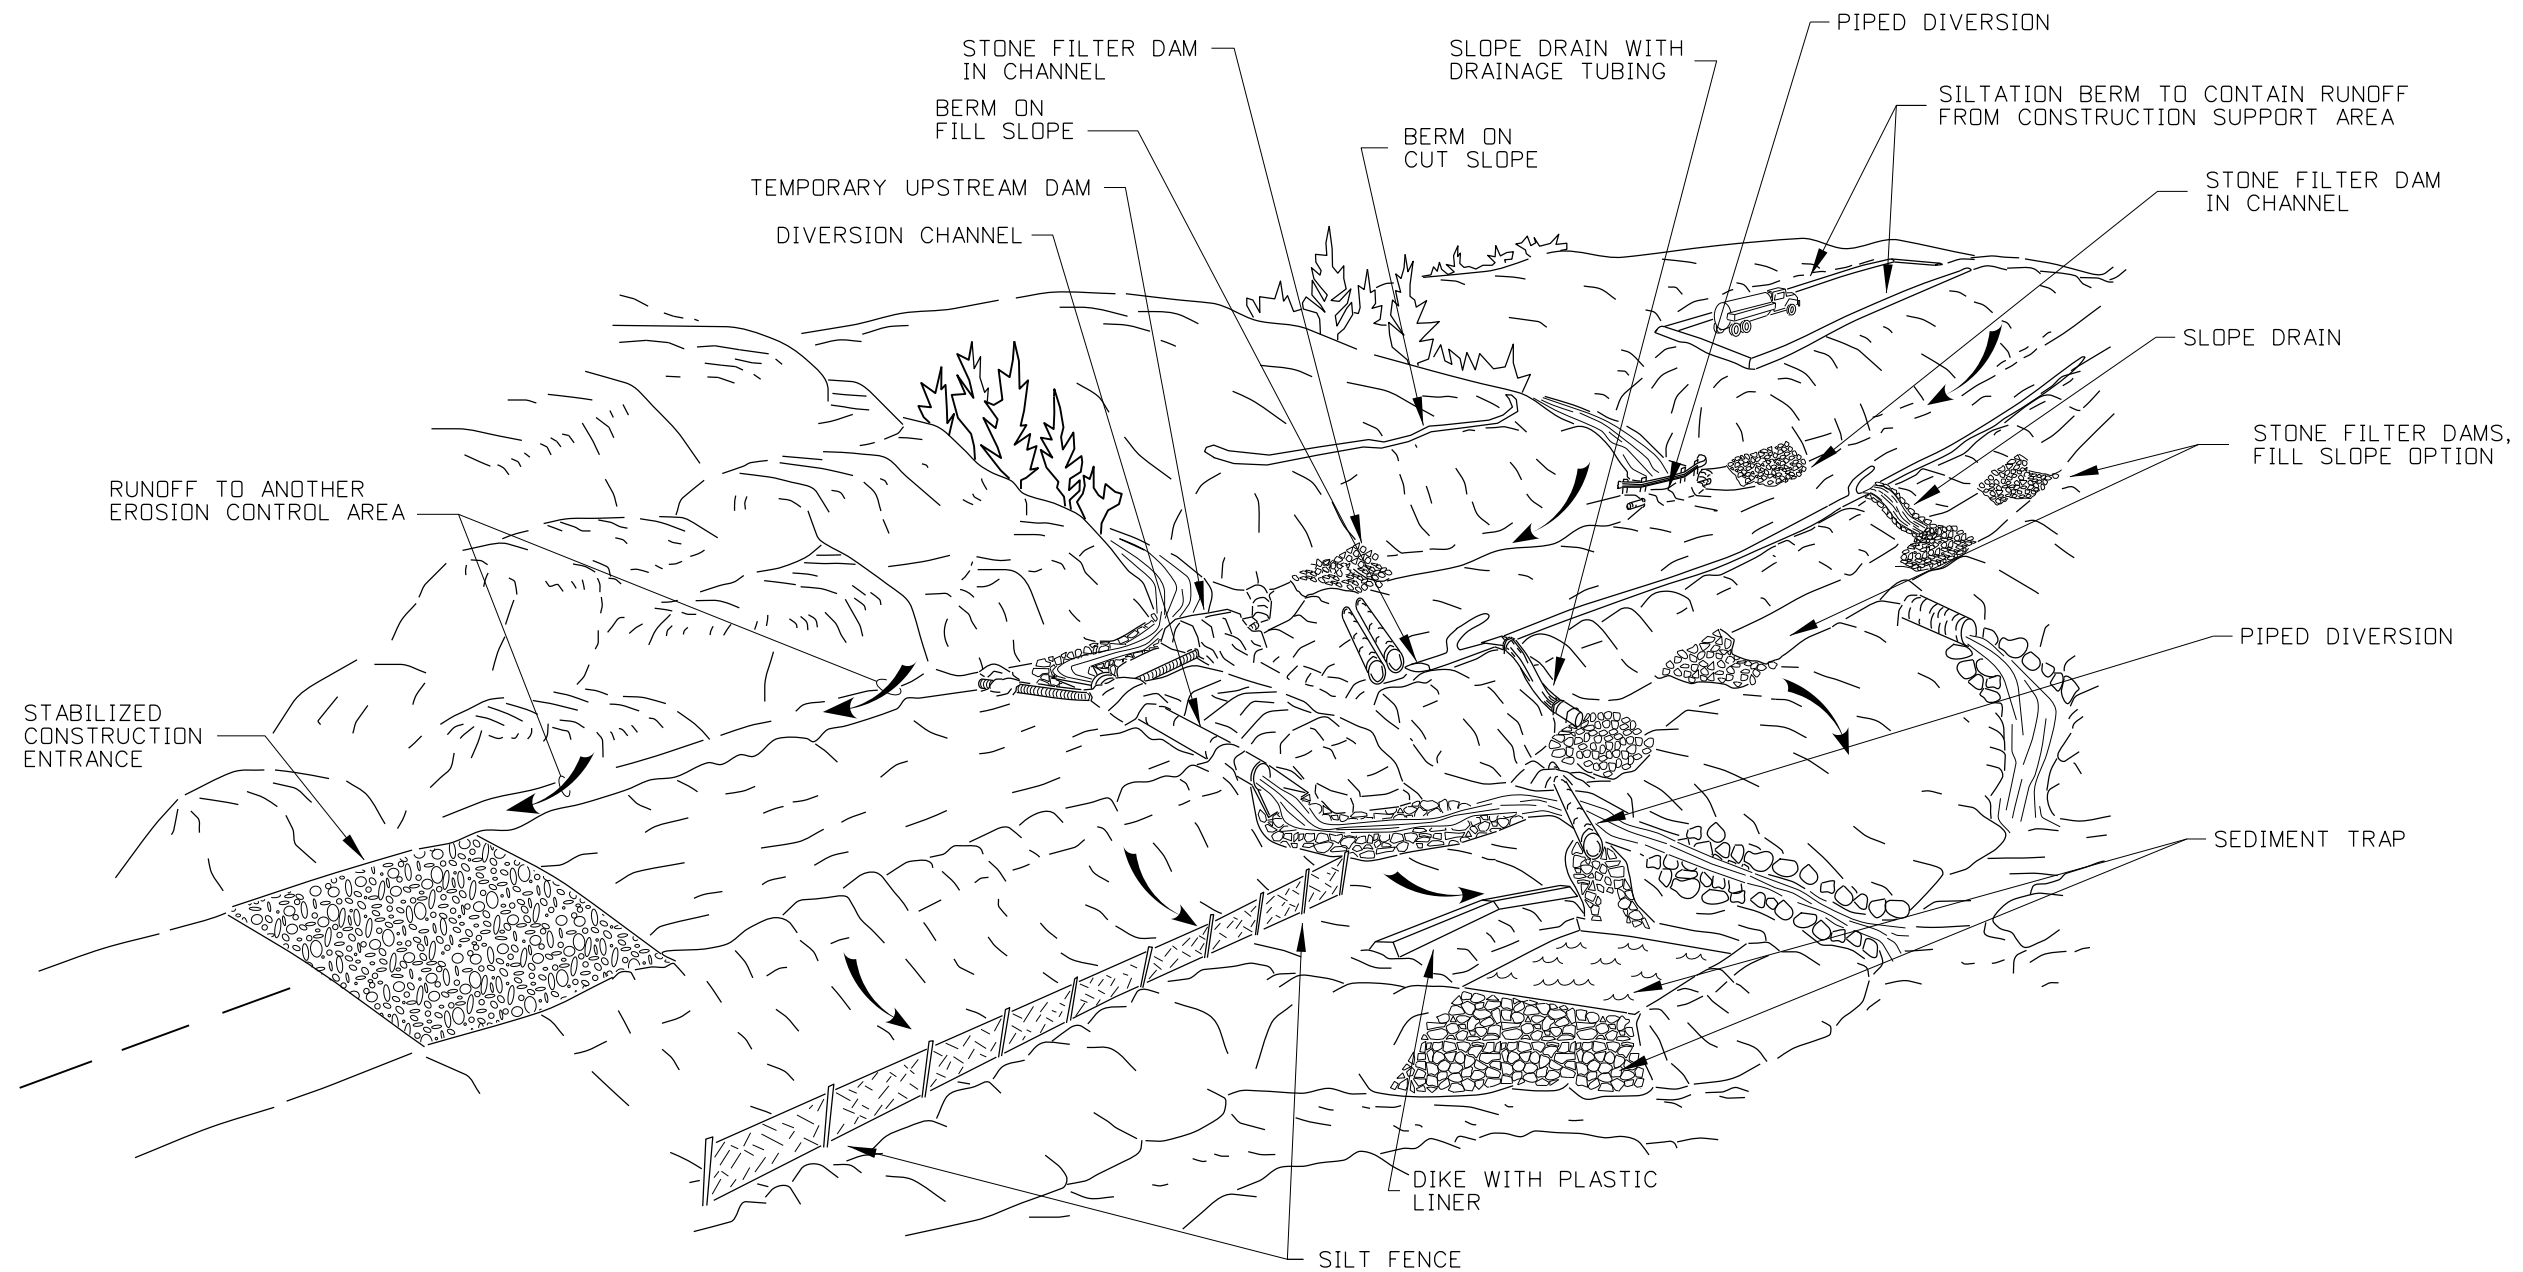 PIPED DIVERSION
STONE FILTER DAM
IN CHANNEL
SLOPE DRAIN WITH
DRAINAGE TUBING
SILTATION BERM TO CONTAIN RUNOFF
FROM CONSTRUCTION SUPPORT AREA
BERM ON
FILL SLOPE
BERM ON
CUT SLOPE
TEMPORARY UPSTREAM DAM
STONE FILTER DAM
IN CHANNEL
DIVERSION CHANNEL
SLOPE DRAIN
STONE FILTER DAMS,
FILL SLOPE OPTION
RUNOFF TO ANOTHER
EROSION CONTROL AREA
PIPED DIVERSION
STABILIZED
CONSTRUCTION
ENTRANCE
SEDIMENT TRAP
DIKE WITH PLASTIC
LINER
SILT FENCE